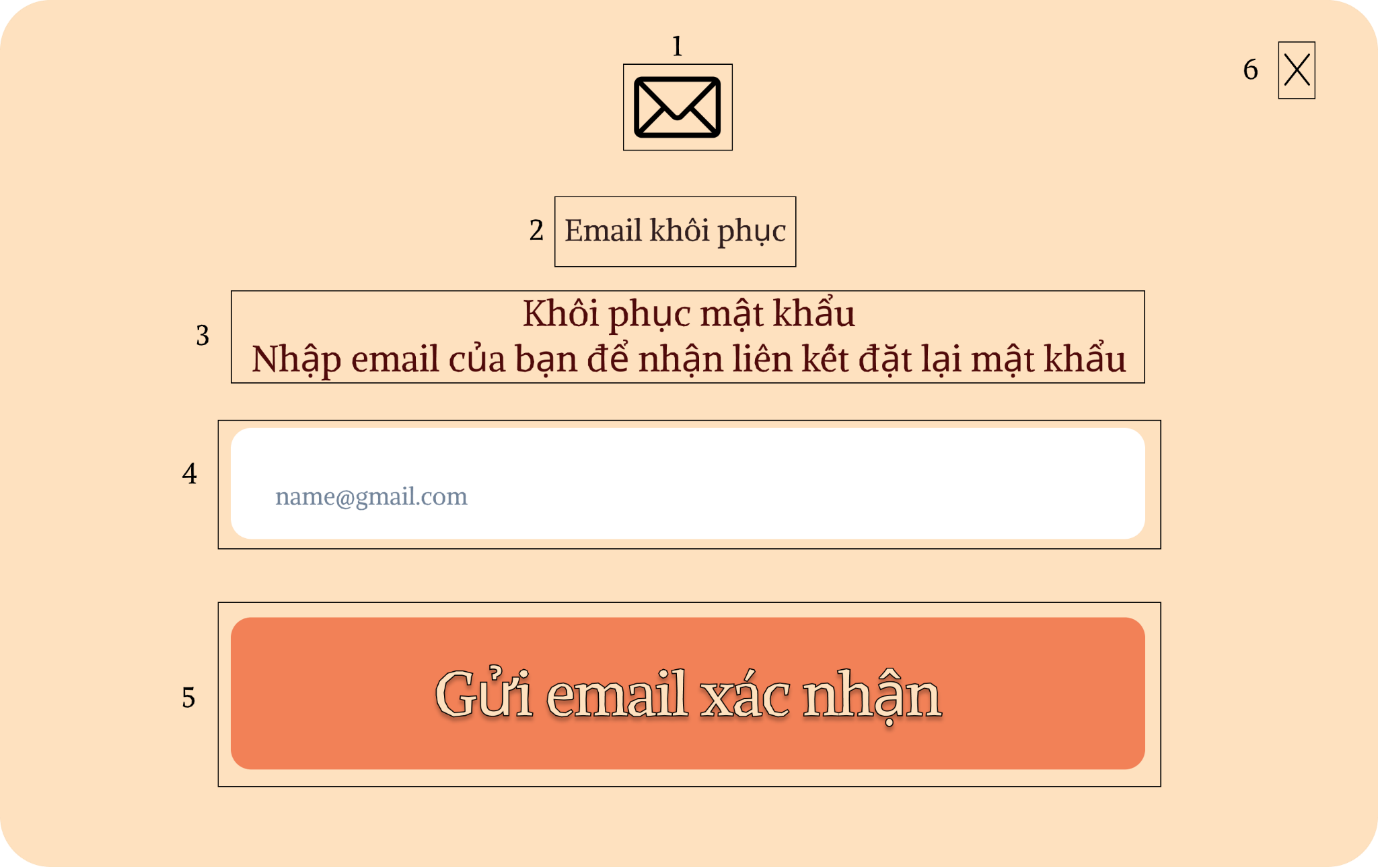 1
6 X
2 Email khôi phục
3
Khôi phục mật khẩu
Nhập email của bạn để nhận liên kết đặt lại mật khẩu
4
name@gmail.com
5
Gửi email xác nhận